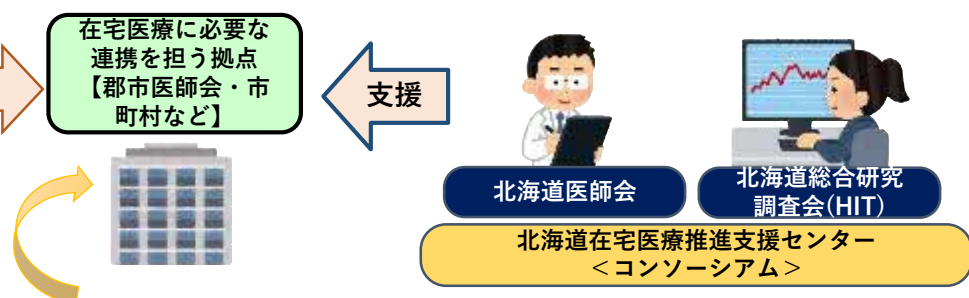 在宅医療に必要な
連携を担う拠点
【郡市医師会・市
町村など】
支援
北海道医師会
北海道総合研究
調査会(HIT)
北海道在宅医療推進支援センター
＜コンソーシアム＞